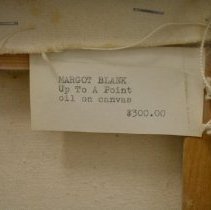 MARGOT BLANK
Up To A Point
oil on canvas
$300.00